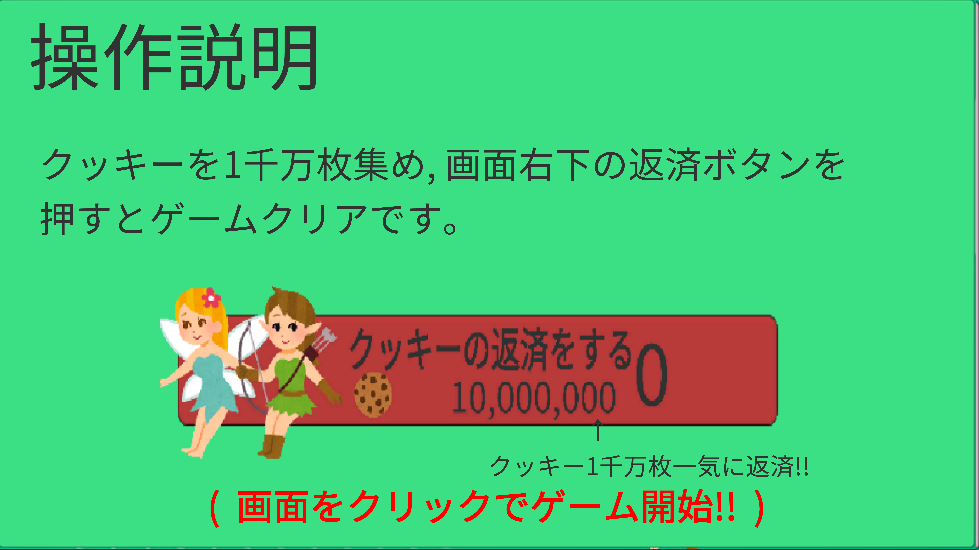 操作説明
クッキーを1千万枚集め, 画面右下の返済ボタンを
押すとゲームクリアです。
クッキーの返済をする
10,000,000
0
クッキー1千万枚一気に返済!!
( 画面をクリックでゲーム開始!! )